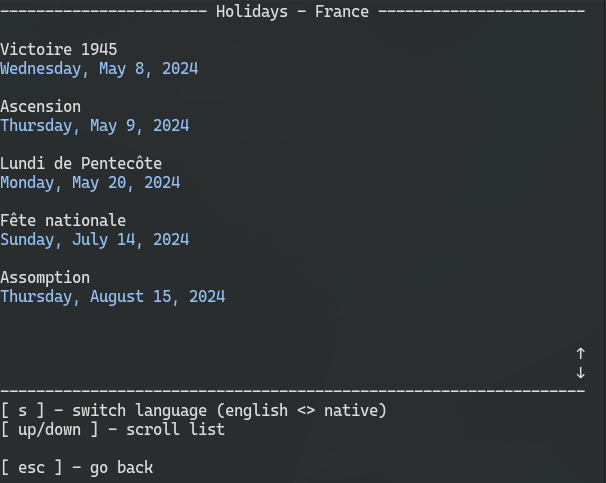 ----------------------- Holidays - France -----------------------
Victoire 1945
Wednesday, May 8, 2024
Ascension
Thursday, May 9, 2024
Lundi de Pentecôte
Monday, May 20, 2024
Fête nationale
Sunday, July 14, 2024
Assomption
Thursday, August 15, 2024
↑
↓
-----------------------------------------------------------------
[ s ] - switch language (english <> native)
[ up/down ] - scroll list
[ esc ] - go back